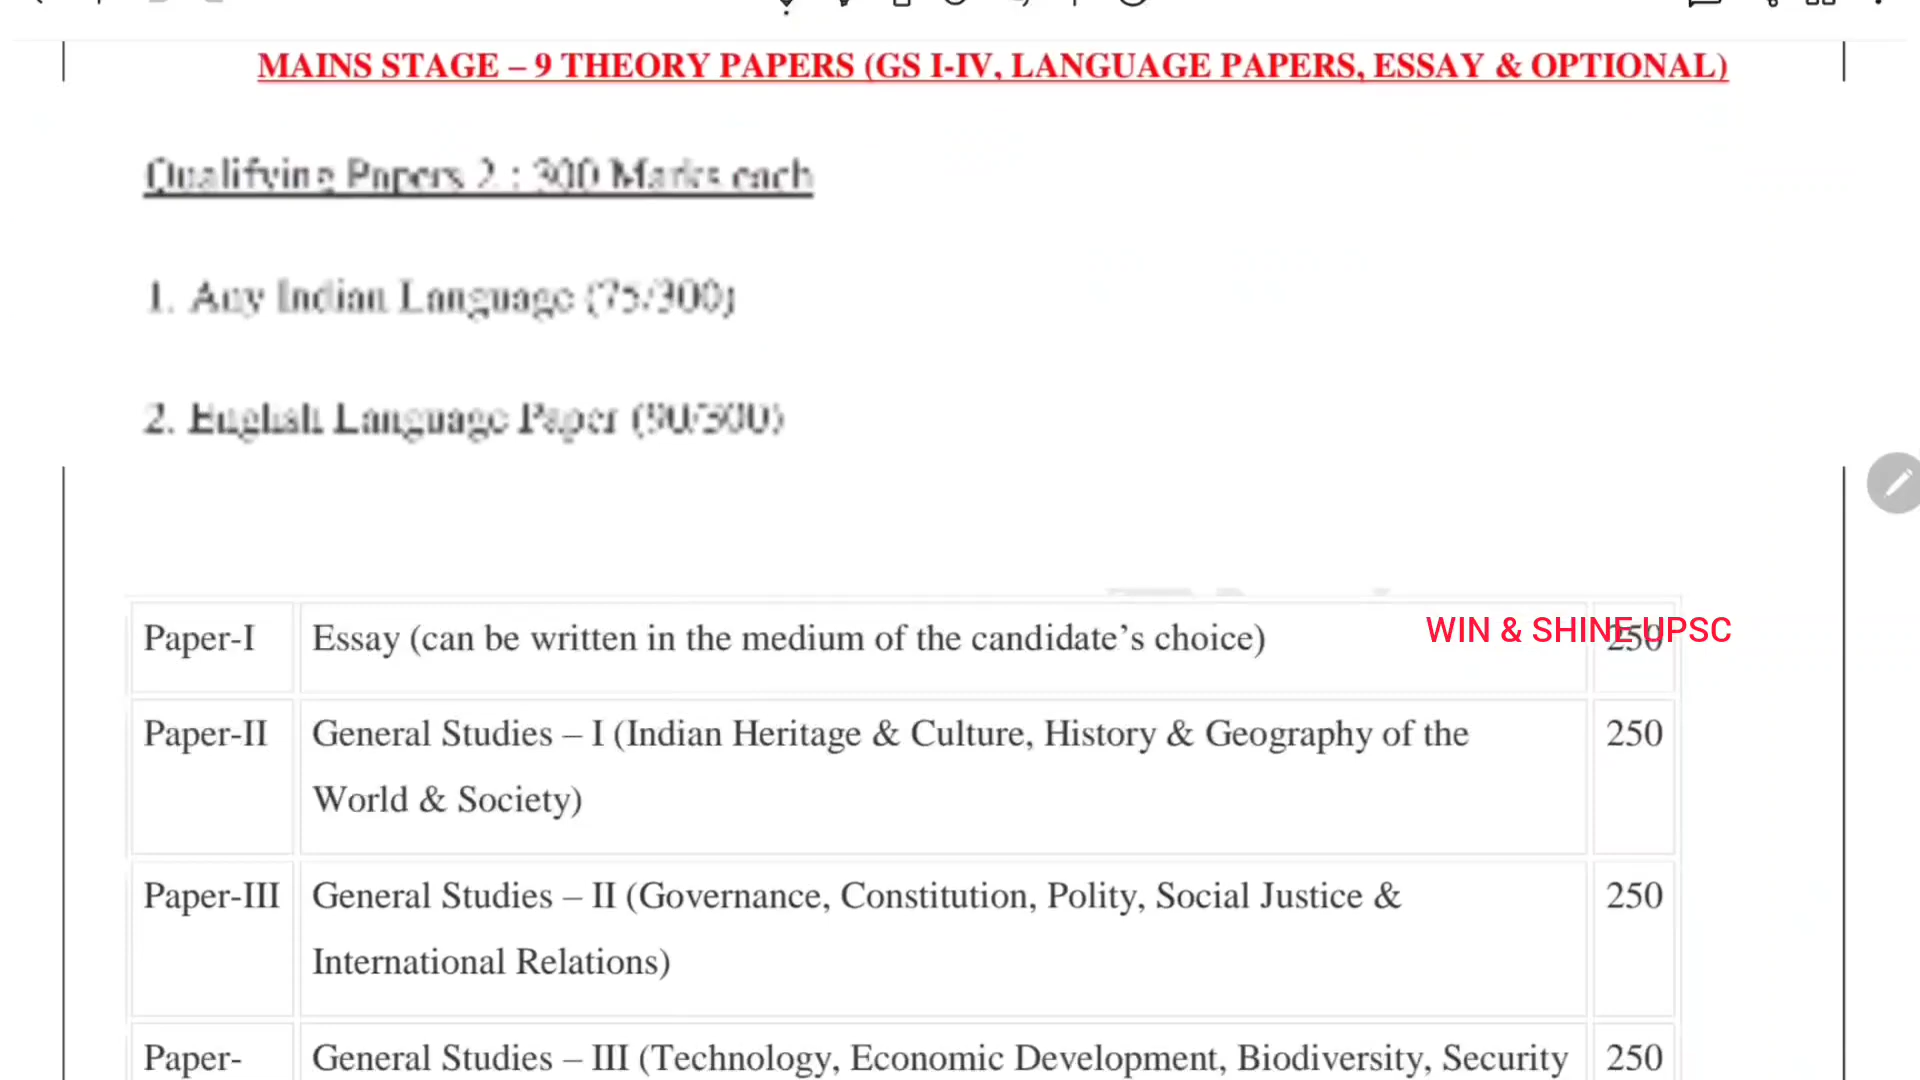 MAINS STAGE – 9 THEORY PAPERS (GS I-IV, LANGUAGE PAPERS, ESSAY & OPTIONAL)
Qualifying Papers 2 : 300 Marks each
1. Any Indian Language (75/300)
2. English Language Paper (90/300)
Paper-I Essay (can be written in the medium of the candidate’s choice) 250
WIN & SHINE UPSC
Paper-II General Studies – I (Indian Heritage & Culture, History & Geography of the 250
World & Society)
Paper-III General Studies – II (Governance, Constitution, Polity, Social Justice & 250
International Relations)
Paper- General Studies – III (Technology, Economic Development, Biodiversity, Security 250